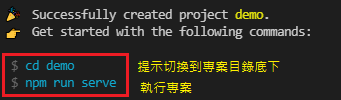 🎉 Successfully created project demo.
👉 Get started with the following commands:
$ cd demo 提示切換到專案目錄底下
$ npm run serve 執行專案